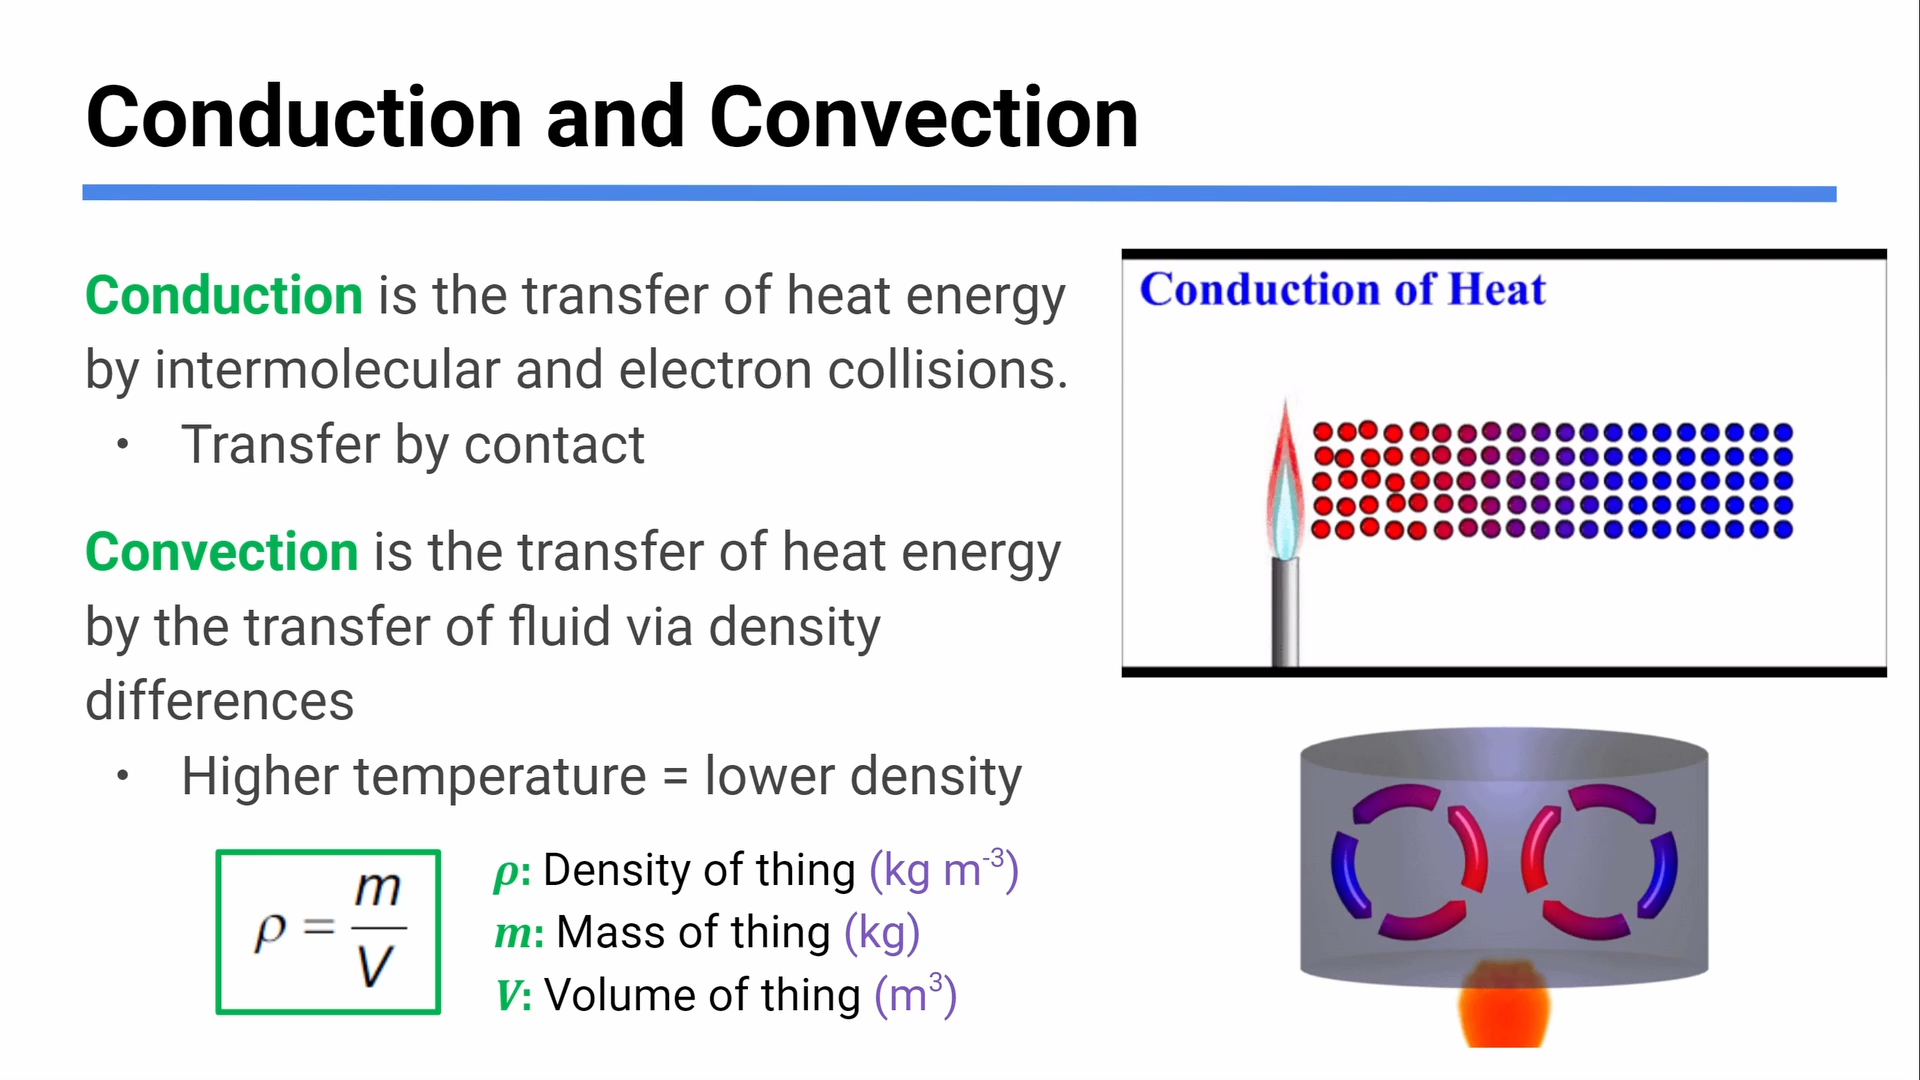 Conduction and Convection
Conduction is the transfer of heat energy
by intermolecular and electron collisions.
• Transfer by contact
Convection is the transfer of heat energy
by the transfer of fluid via density
differences
• Higher temperature = lower density
ρ = m/V
ρ: Density of thing (kg m⁻³)
m: Mass of thing (kg)
V: Volume of thing (m³)
Conduction of Heat